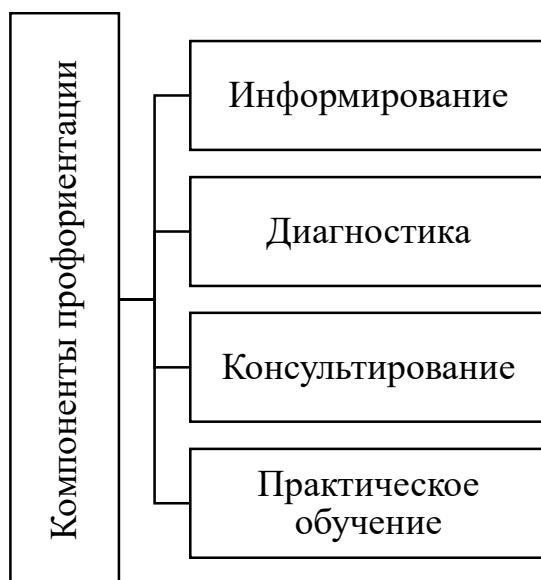 Компоненты профориентации
Информирование
Диагностика
Консультирование
Практическое
обучение